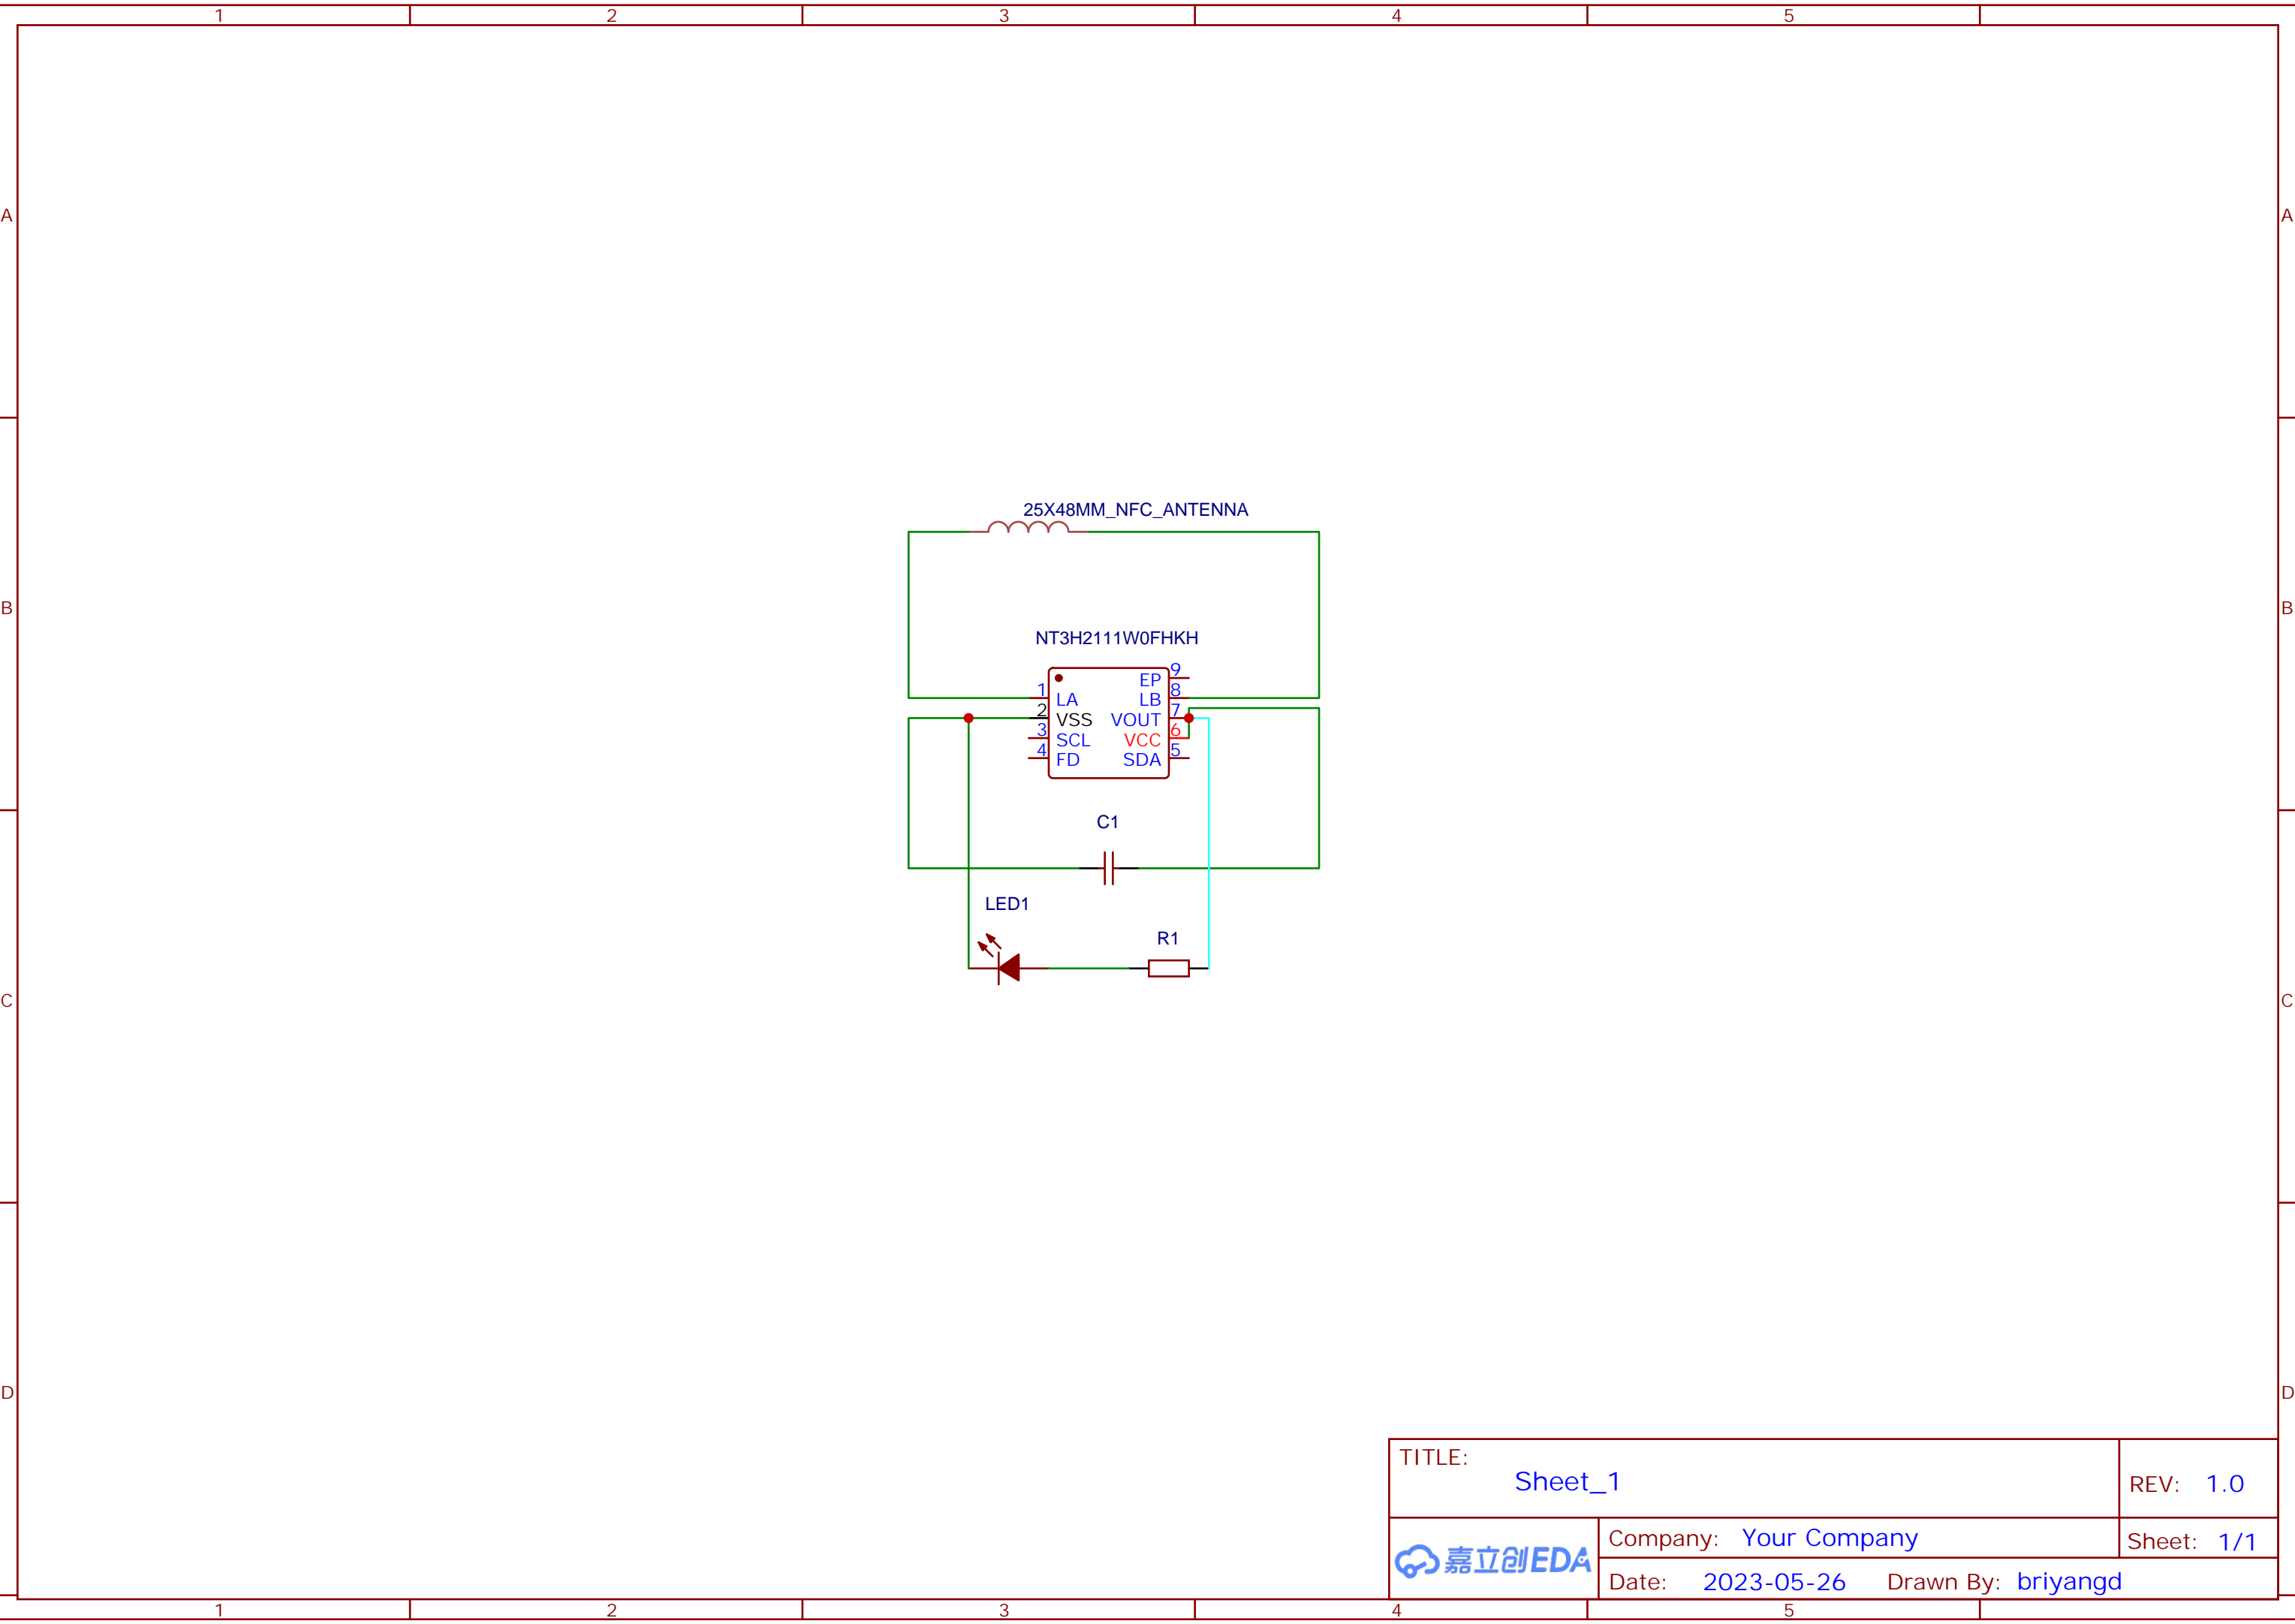 1 2 3 4 5
A A
B B
C C
D D
25X48MM_NFC_ANTENNA
NT3H2111W0FHKH
1 LA
2 VSS
3 SCL
4 FD
EP 9
LB 8
VOUT 7
VCC 6
SDA 5
C1
LED1
R1
TITLE:
Sheet_1
REV: 1.0
嘉立创EDA
Company: Your Company
Sheet: 1/1
Date: 2023-05-26 Drawn By: briyangd
1 2 3 4 5